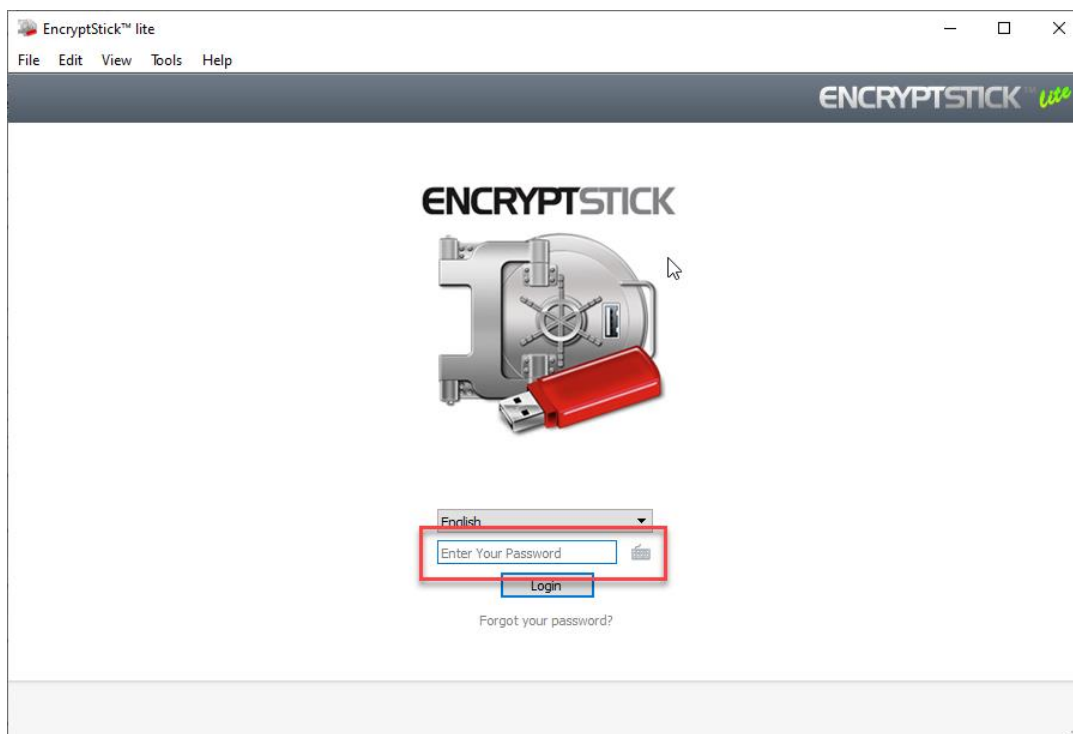 EncryptStick™ lite
File Edit View Tools Help
ENCRYPTSTICK™ lite
ENCRYPTSTICK
English
Enter Your Password
Login
Forgot your password?